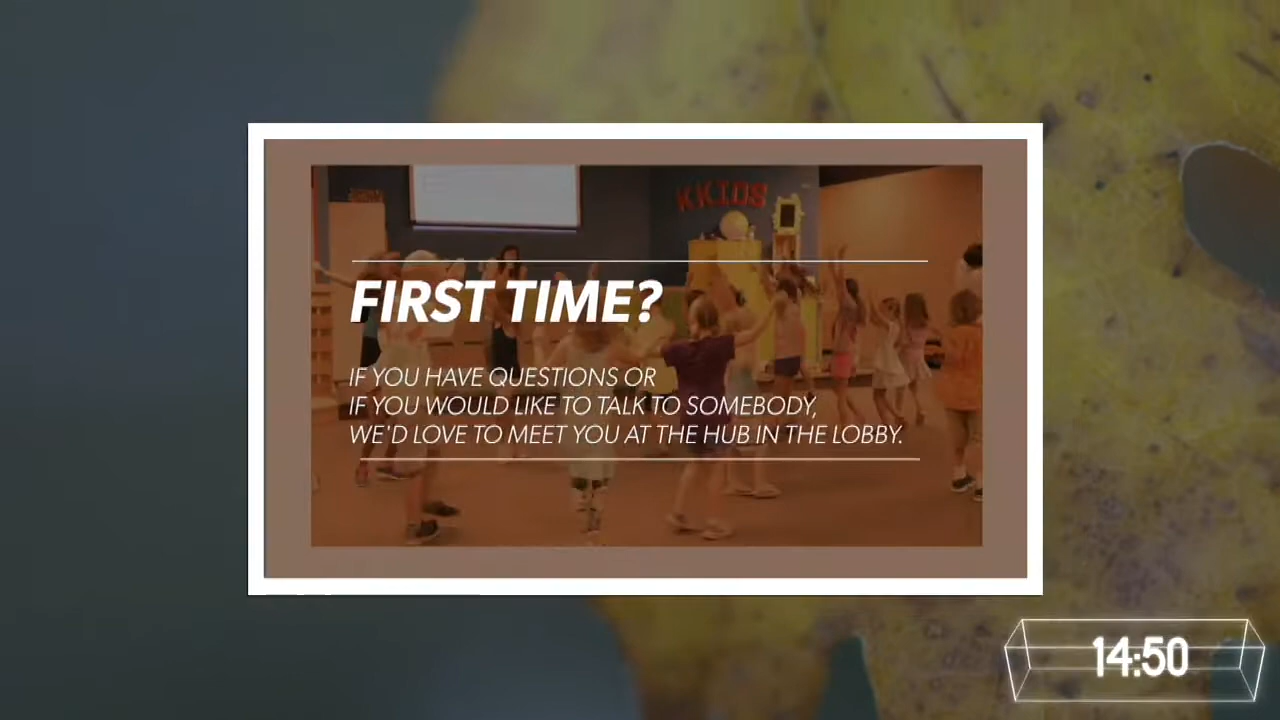 KKIDS
FIRST TIME?
IF YOU HAVE QUESTIONS OR
IF YOU WOULD LIKE TO TALK TO SOMEBODY,
WE'D LOVE TO MEET YOU AT THE HUB IN THE LOBBY.
14:50